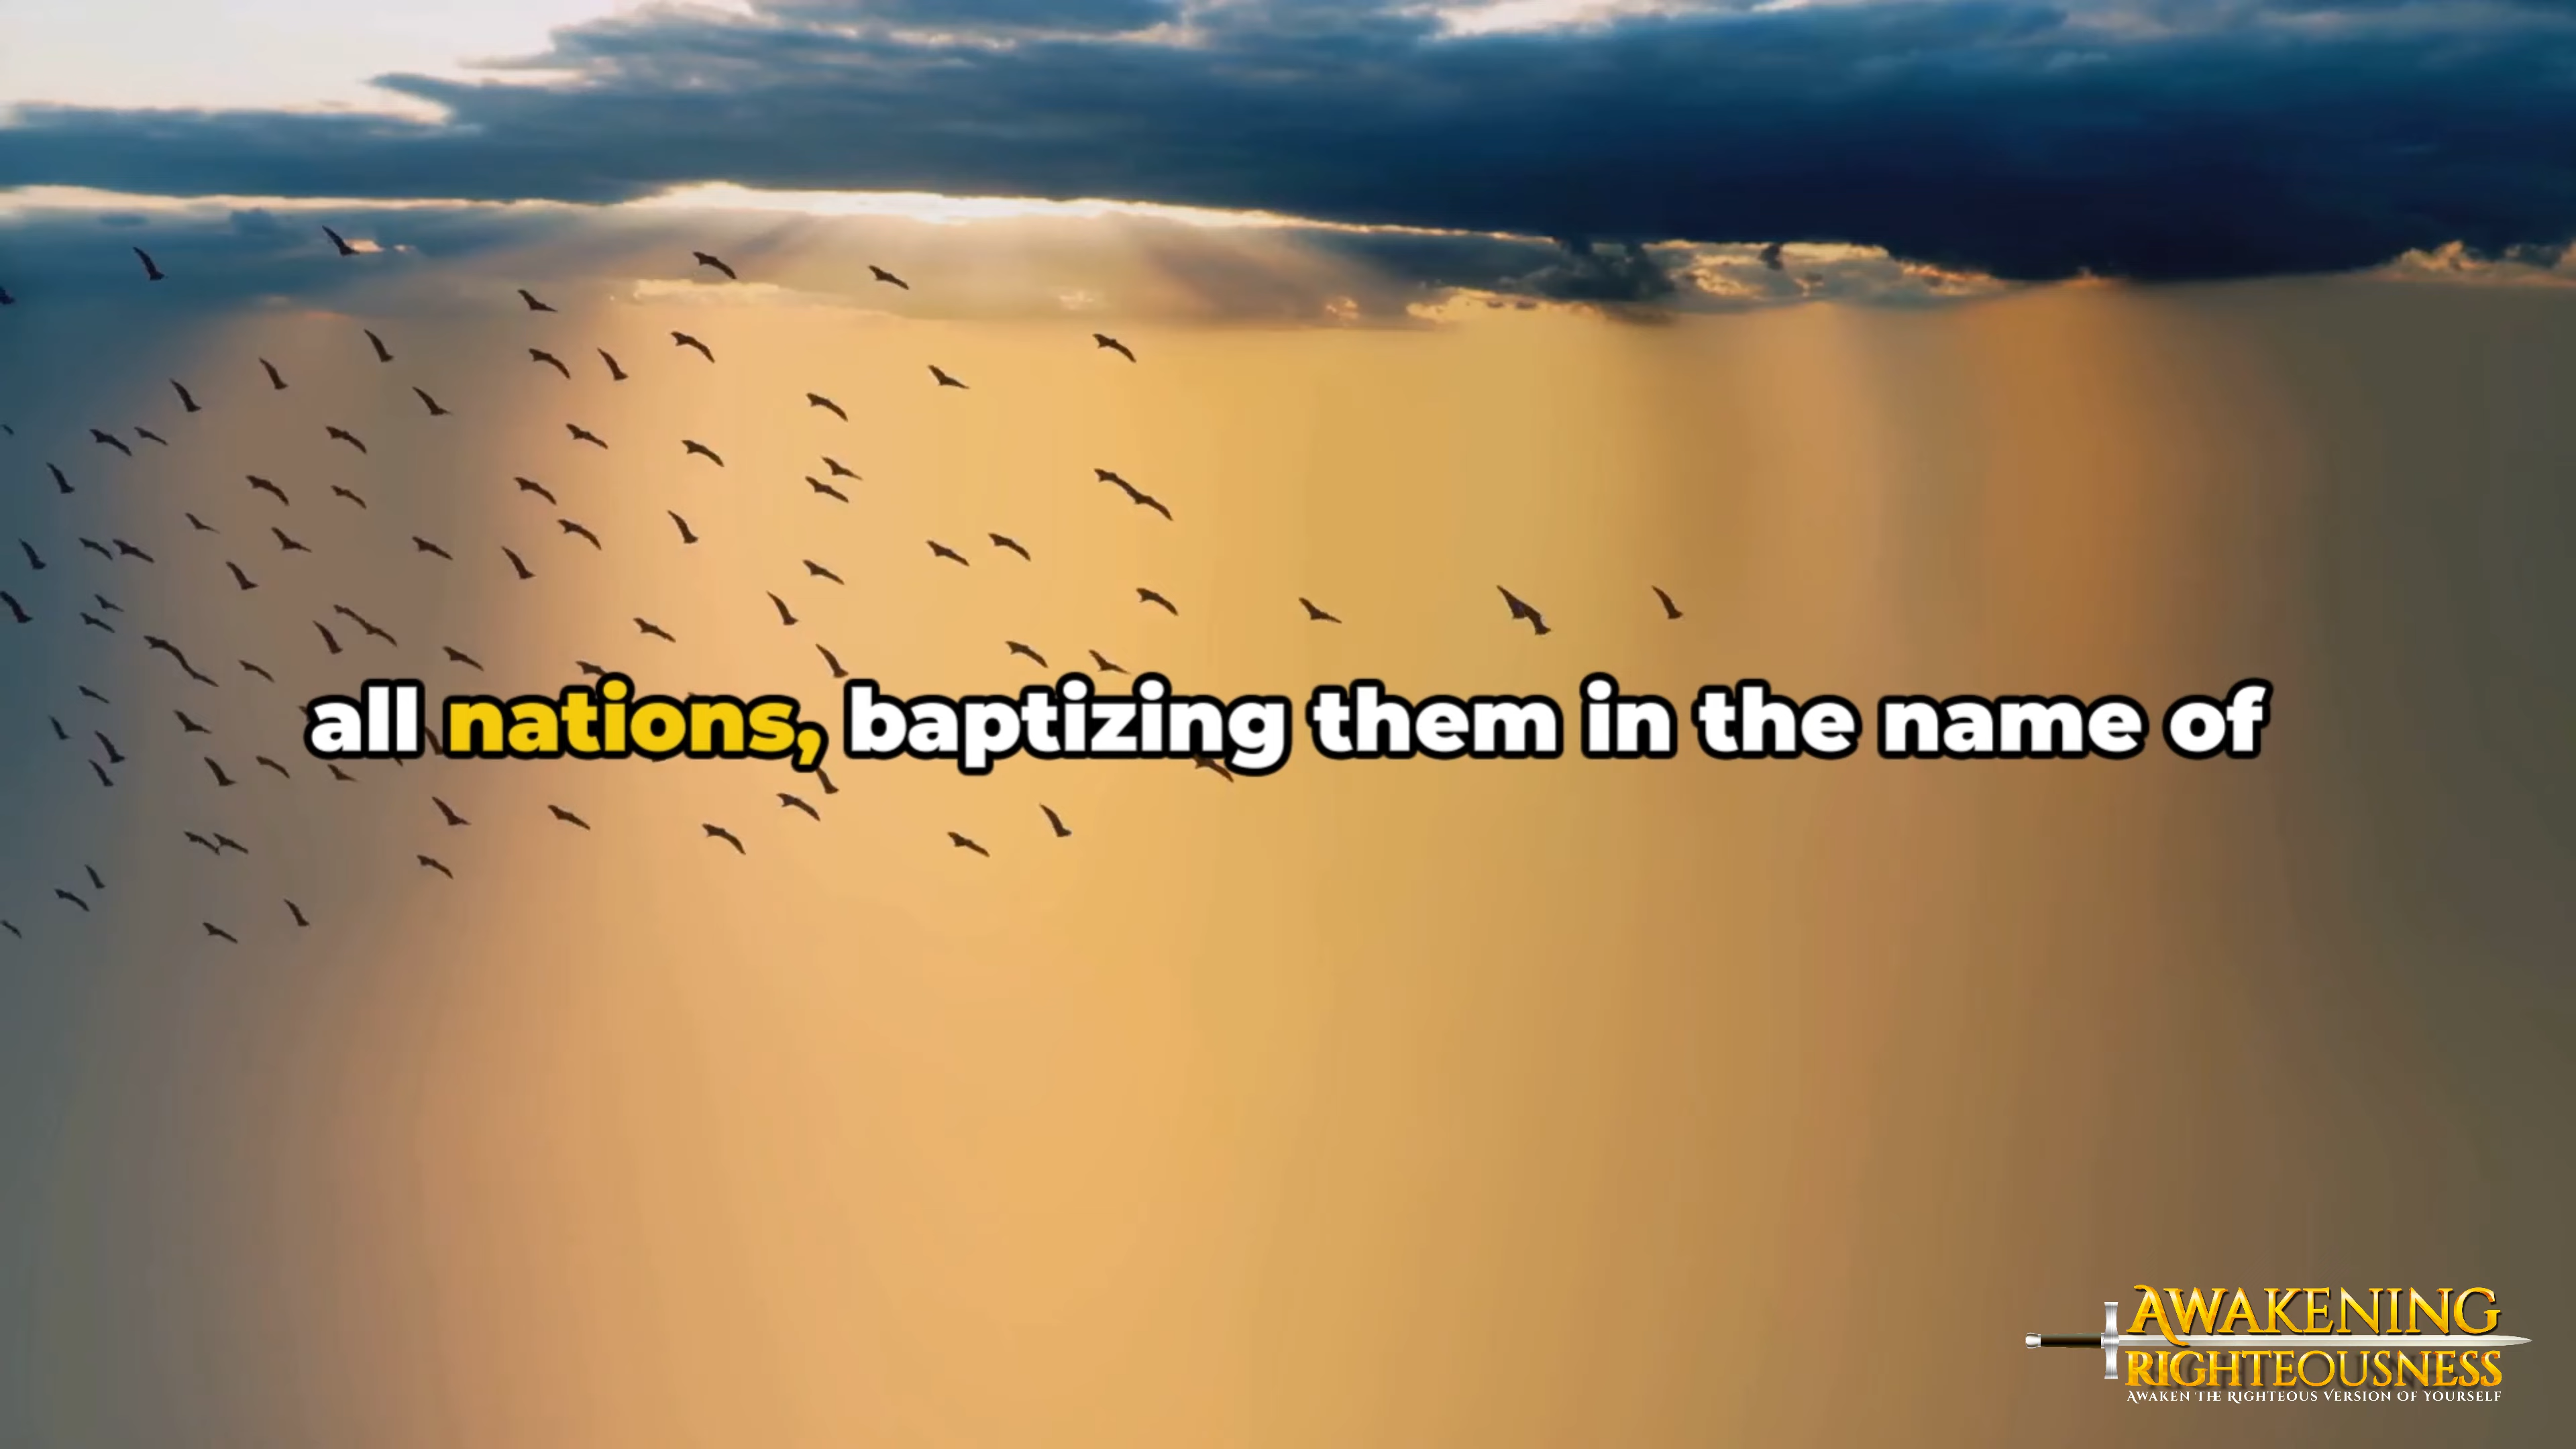 all nations, baptizing them in the name of
AWAKENING
RIGHTEOUSNESS
AWAKEN THE RIGHTEOUS VERSION OF YOURSELF